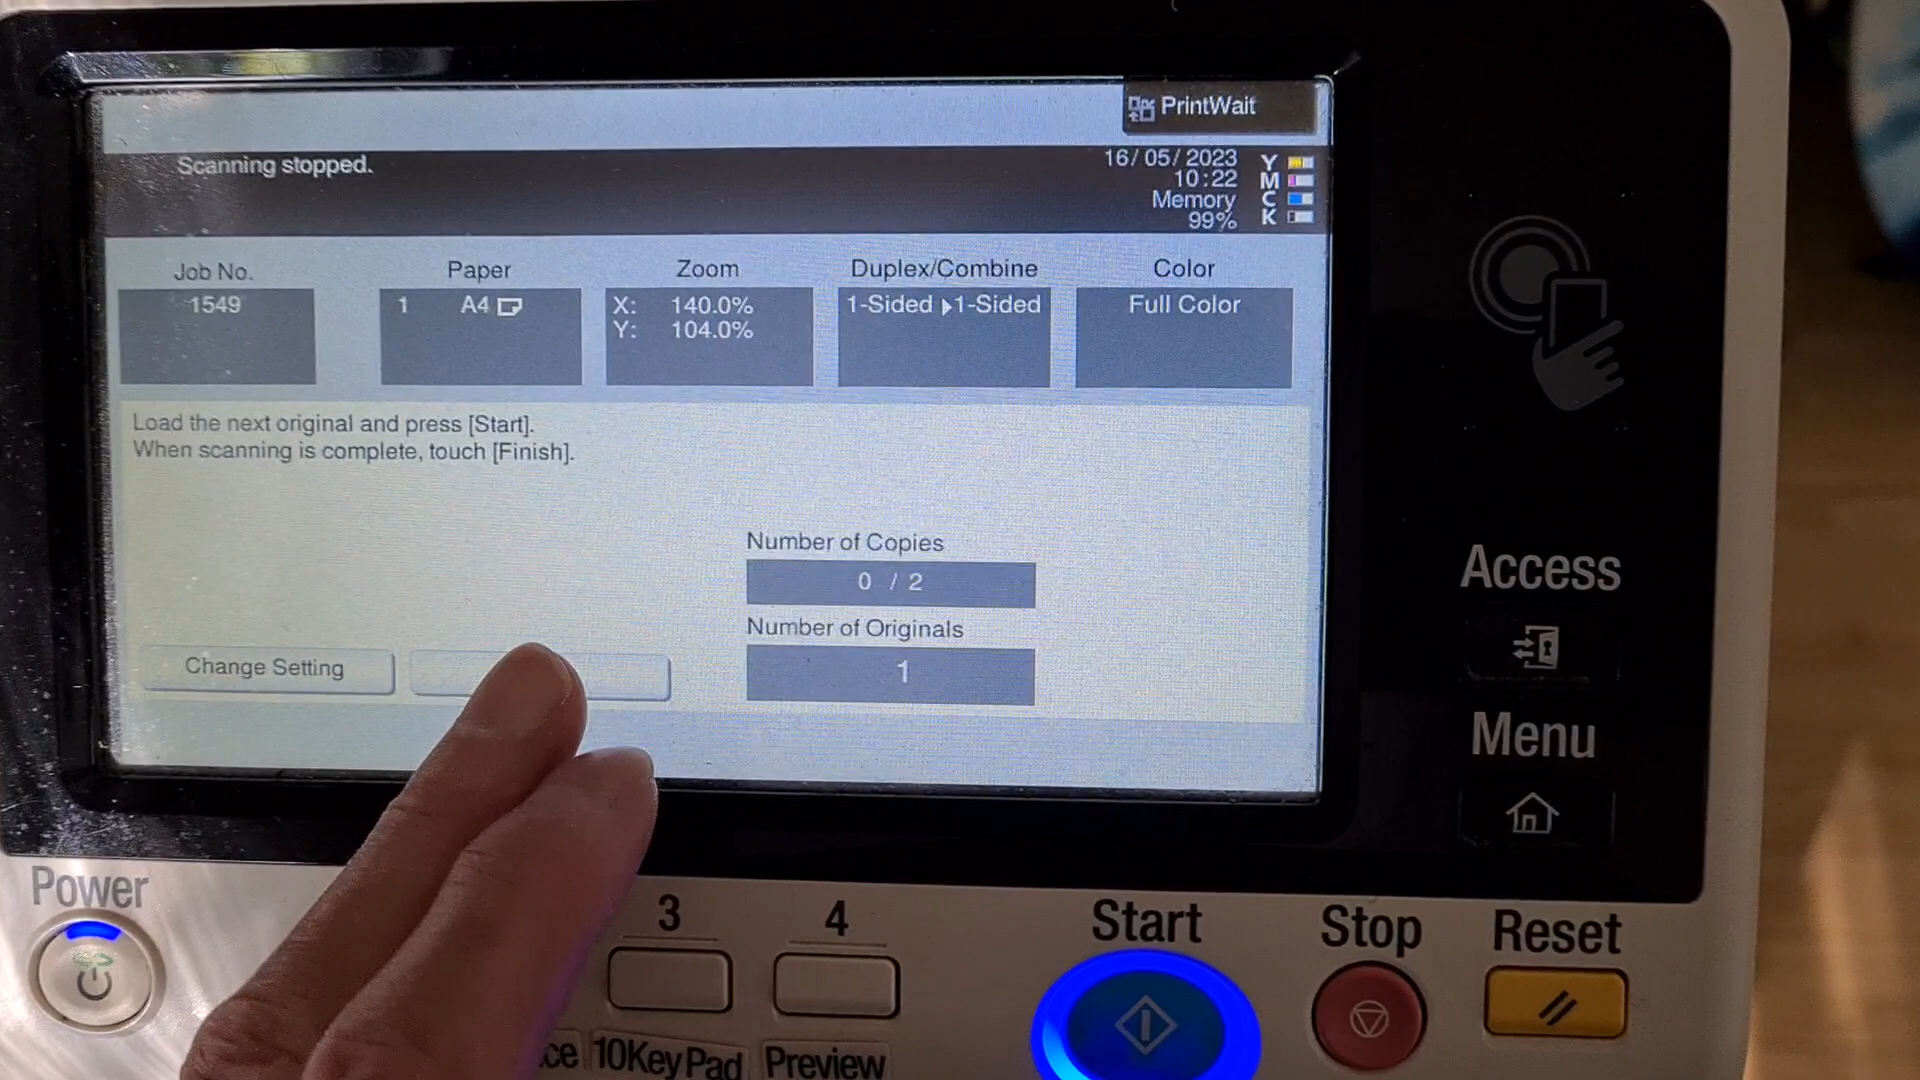 PrintWait
Scanning stopped.
16/05/2023
10:22
Memory
99%
Y
M
C
K
Job No.
1549
Paper
1 A4
Zoom
X: 140.0%
Y: 104.0%
Duplex/Combine
1-Sided ▶1-Sided
Color
Full Color
Load the next original and press [Start].
When scanning is complete, touch [Finish].
Number of Copies
0 / 2
Number of Originals
1
Change Setting
Access
Menu
Power
3
4
Start
Stop
Reset
10KeyPad
Preview